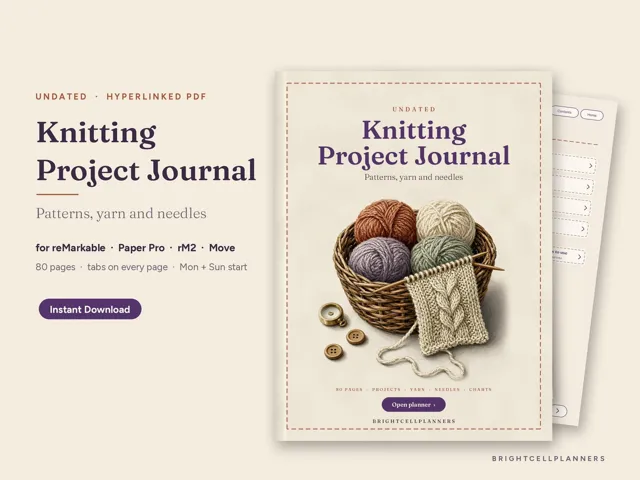 UNDATED · HYPERLINKED PDF
Knitting
Project Journal
Patterns, yarn and needles
for reMarkable · Paper Pro · rM2 · Move
80 pages · tabs on every page · Mon + Sun start
Instant Download
UNDATED
Knitting
Project Journal
Patterns, yarn and needles
80 PAGES · PROJECTS · YARN · NEEDLES · CHARTS
Open planner ›
BRIGHTCELLPLANNERS
Contents
Home
BRIGHTCELLPLANNERS